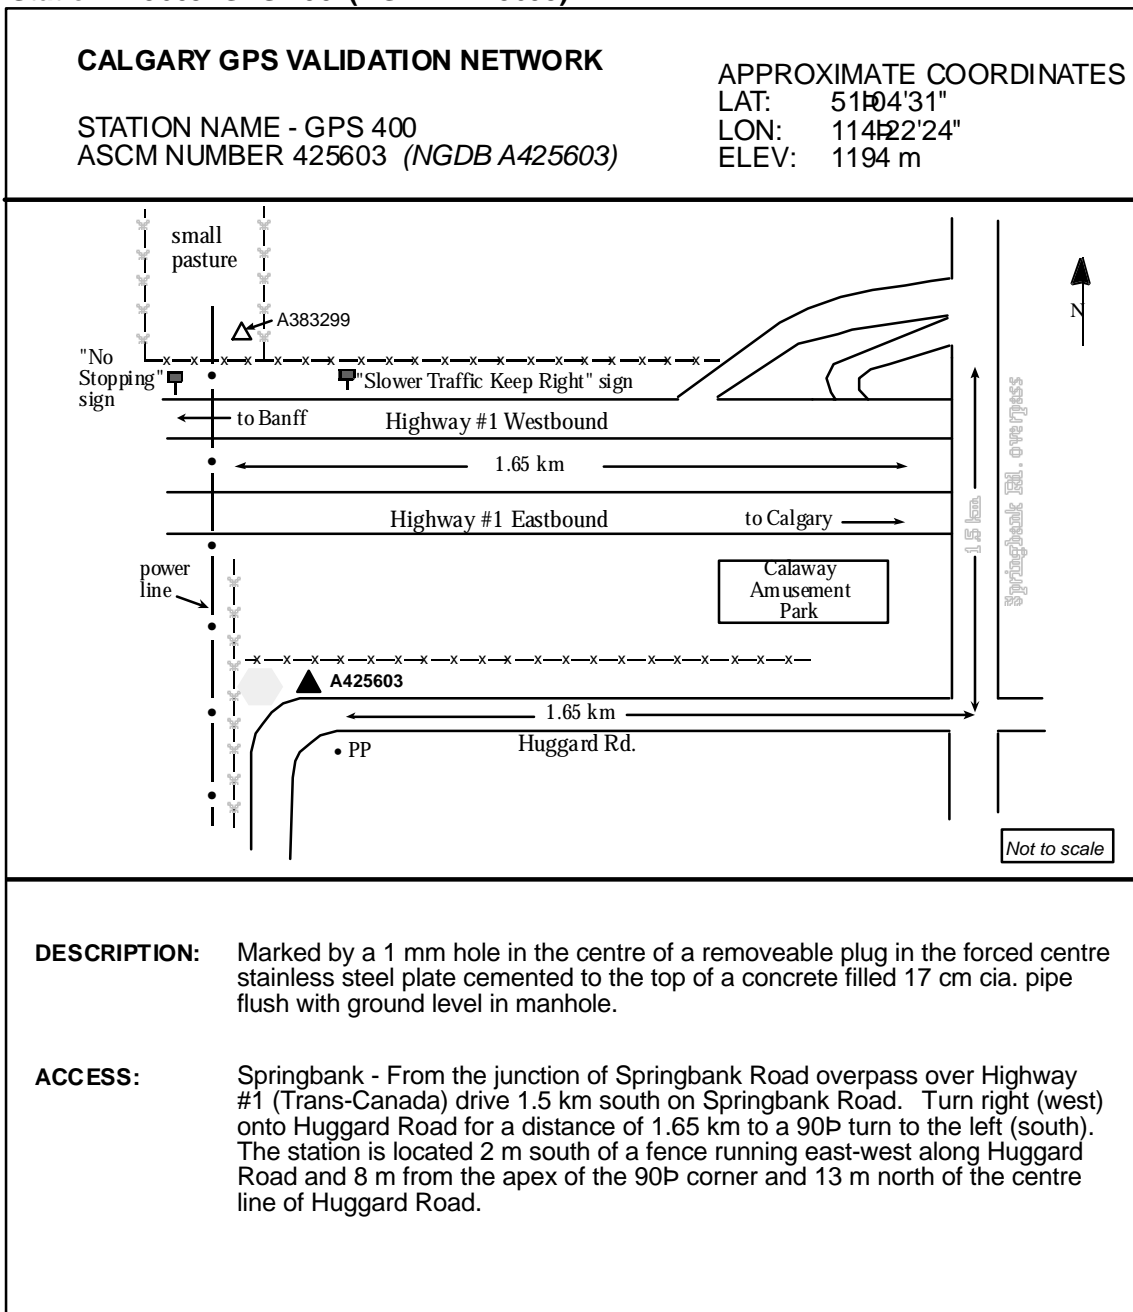 CALGARY GPS VALIDATION NETWORK
STATION NAME - GPS 400
ASCM NUMBER 425603 (NGDB A425603)
APPROXIMATE COORDINATES
LAT: 51Þ04'31"
LON: 114Þ22'24"
ELEV: 1194 m
small
pasture
A383299
N
"No
Stopping"
sign
"Slower Traffic Keep Right" sign
to Banff
Highway #1 Westbound
1.65 km
Highway #1 Eastbound
to Calgary
1.5 km
Springbank Rd. overpass
power
line
Calaway
Amusement
Park
A425603
1.65 km
Huggard Rd.
PP
Not to scale
DESCRIPTION: Marked by a 1 mm hole in the centre of a removeable plug in the forced centre
stainless steel plate cemented to the top of a concrete filled 17 cm cia. pipe
flush with ground level in manhole.
ACCESS: Springbank - From the junction of Springbank Road overpass over Highway
#1 (Trans-Canada) drive 1.5 km south on Springbank Road. Turn right (west)
onto Huggard Road for a distance of 1.65 km to a 90Þ turn to the left (south).
The station is located 2 m south of a fence running east-west along Huggard
Road and 8 m from the apex of the 90Þ corner and 13 m north of the centre
line of Huggard Road.